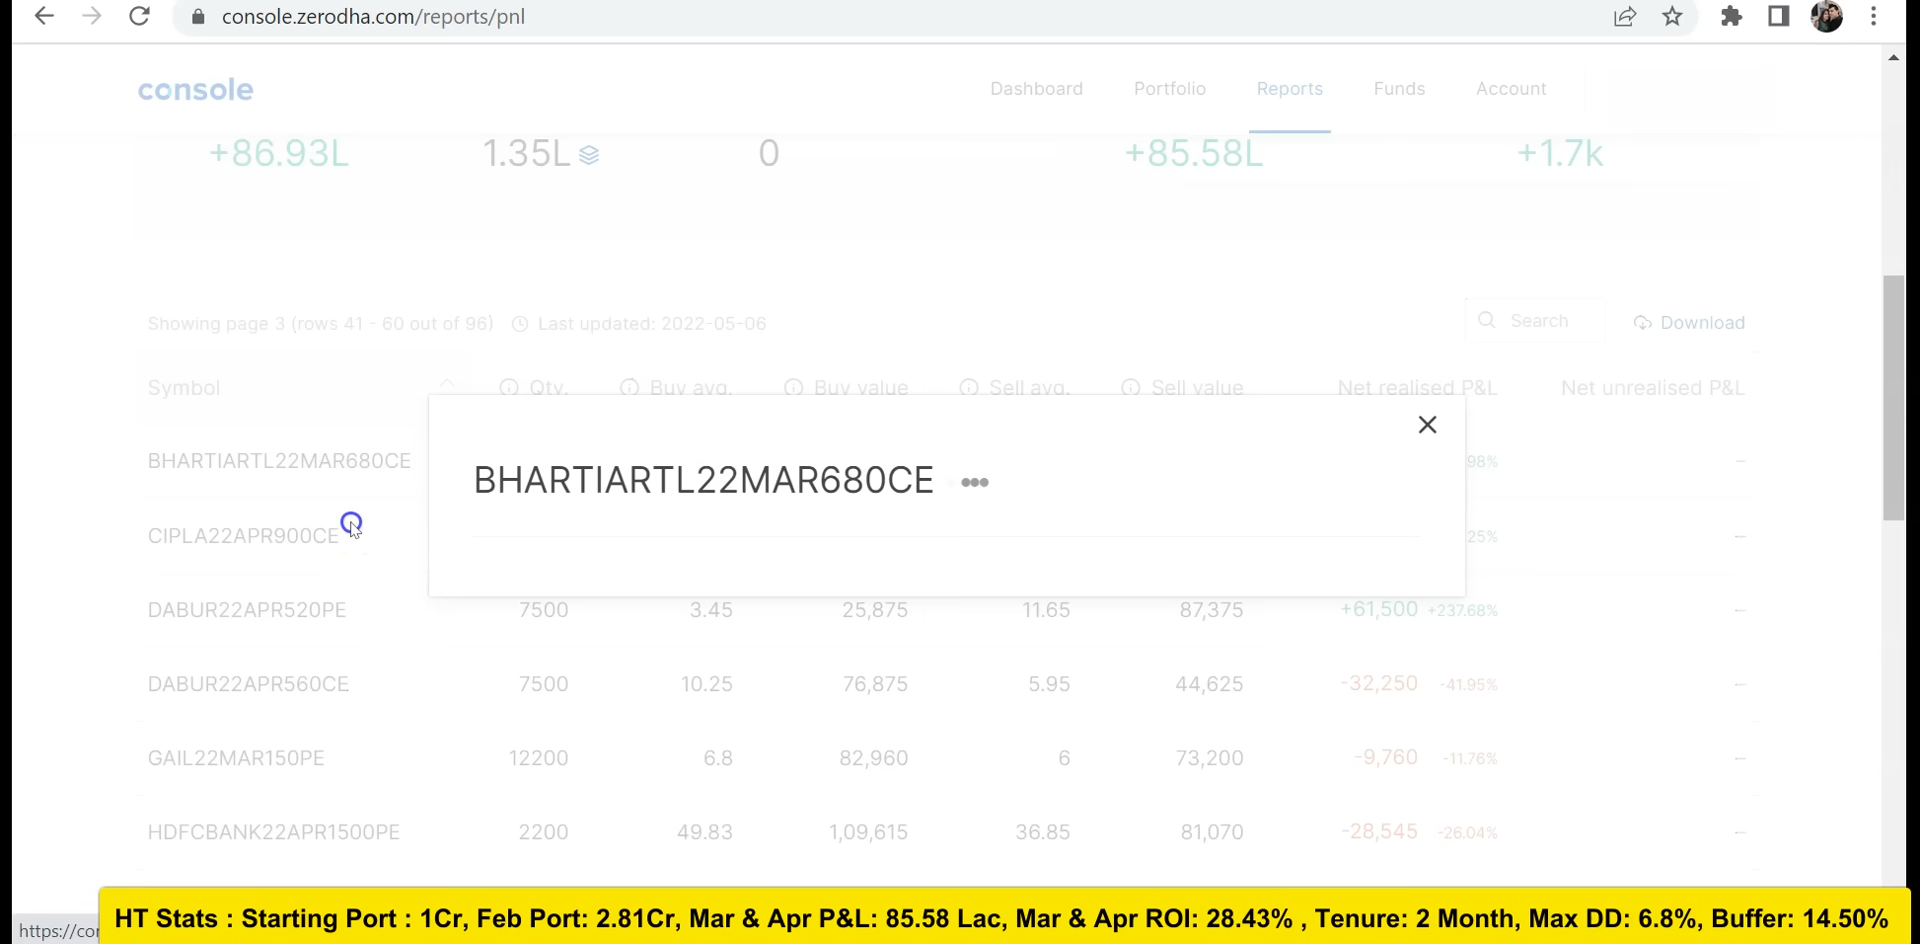 console.zerodha.com/reports/pnl
console Dashboard Portfolio Reports Funds Account
+86.93L 1.35L 0 +85.58L +1.7k
Showing page 3 (rows 41 - 60 out of 96) Last updated: 2022-05-06 Search Download
Symbol Qty. Buy avg. Buy value Sell avg. Sell value Net realised P&L Net unrealised P&L
BHARTIARTL22MAR680CE 98% –
BHARTIARTL22MAR680CE •••
CIPLA22APR900CE 25% –
DABUR22APR520PE 7500 3.45 25,875 11.65 87,375 +61,500 +237.68% –
DABUR22APR560CE 7500 10.25 76,875 5.95 44,625 -32,250 -41.95% –
GAIL22MAR150PE 12200 6.8 82,960 6 73,200 -9,760 -11.76% –
HDFCBANK22APR1500PE 2200 49.83 1,09,615 36.85 81,070 -28,545 -26.04% –
HT Stats : Starting Port : 1Cr, Feb Port: 2.81Cr, Mar & Apr P&L: 85.58 Lac, Mar & Apr ROI: 28.43% , Tenure: 2 Month, Max DD: 6.8%, Buffer: 14.50%
https://cor